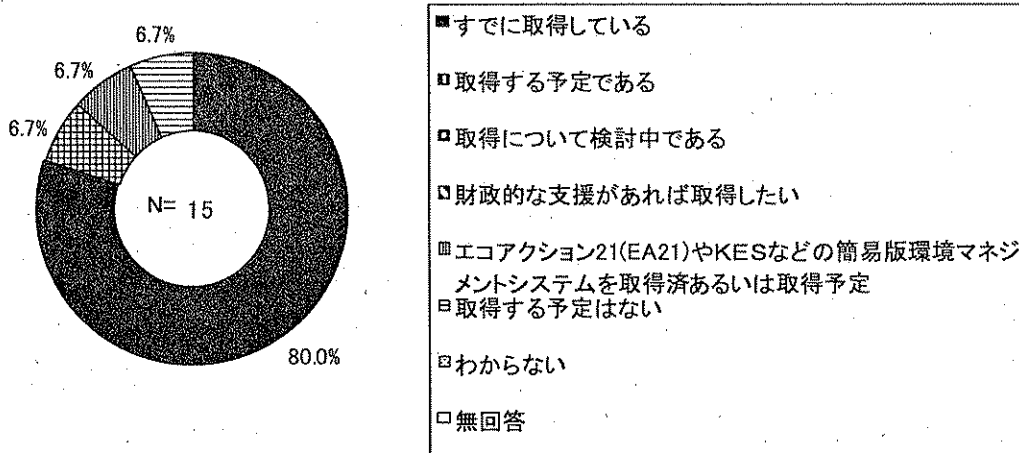 6.7%
6.7%
6.7%
N= 15
80.0%
すでに取得している
取得する予定である
取得について検討中である
財政的な支援があれば取得したい
エコアクション21(EA21)やKESなどの簡易版環境マネジ
メントシステムを取得済あるいは取得予定
取得する予定はない
わからない
無回答